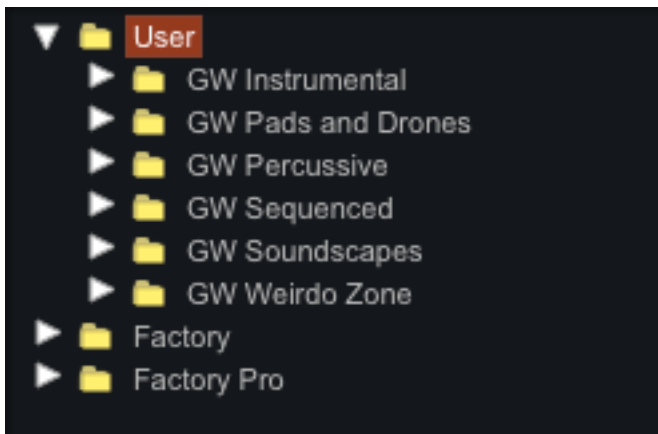 User
GW Instrumental
GW Pads and Drones
GW Percussive
GW Sequenced
GW Soundscapes
GW Weirdo Zone
Factory
Factory Pro